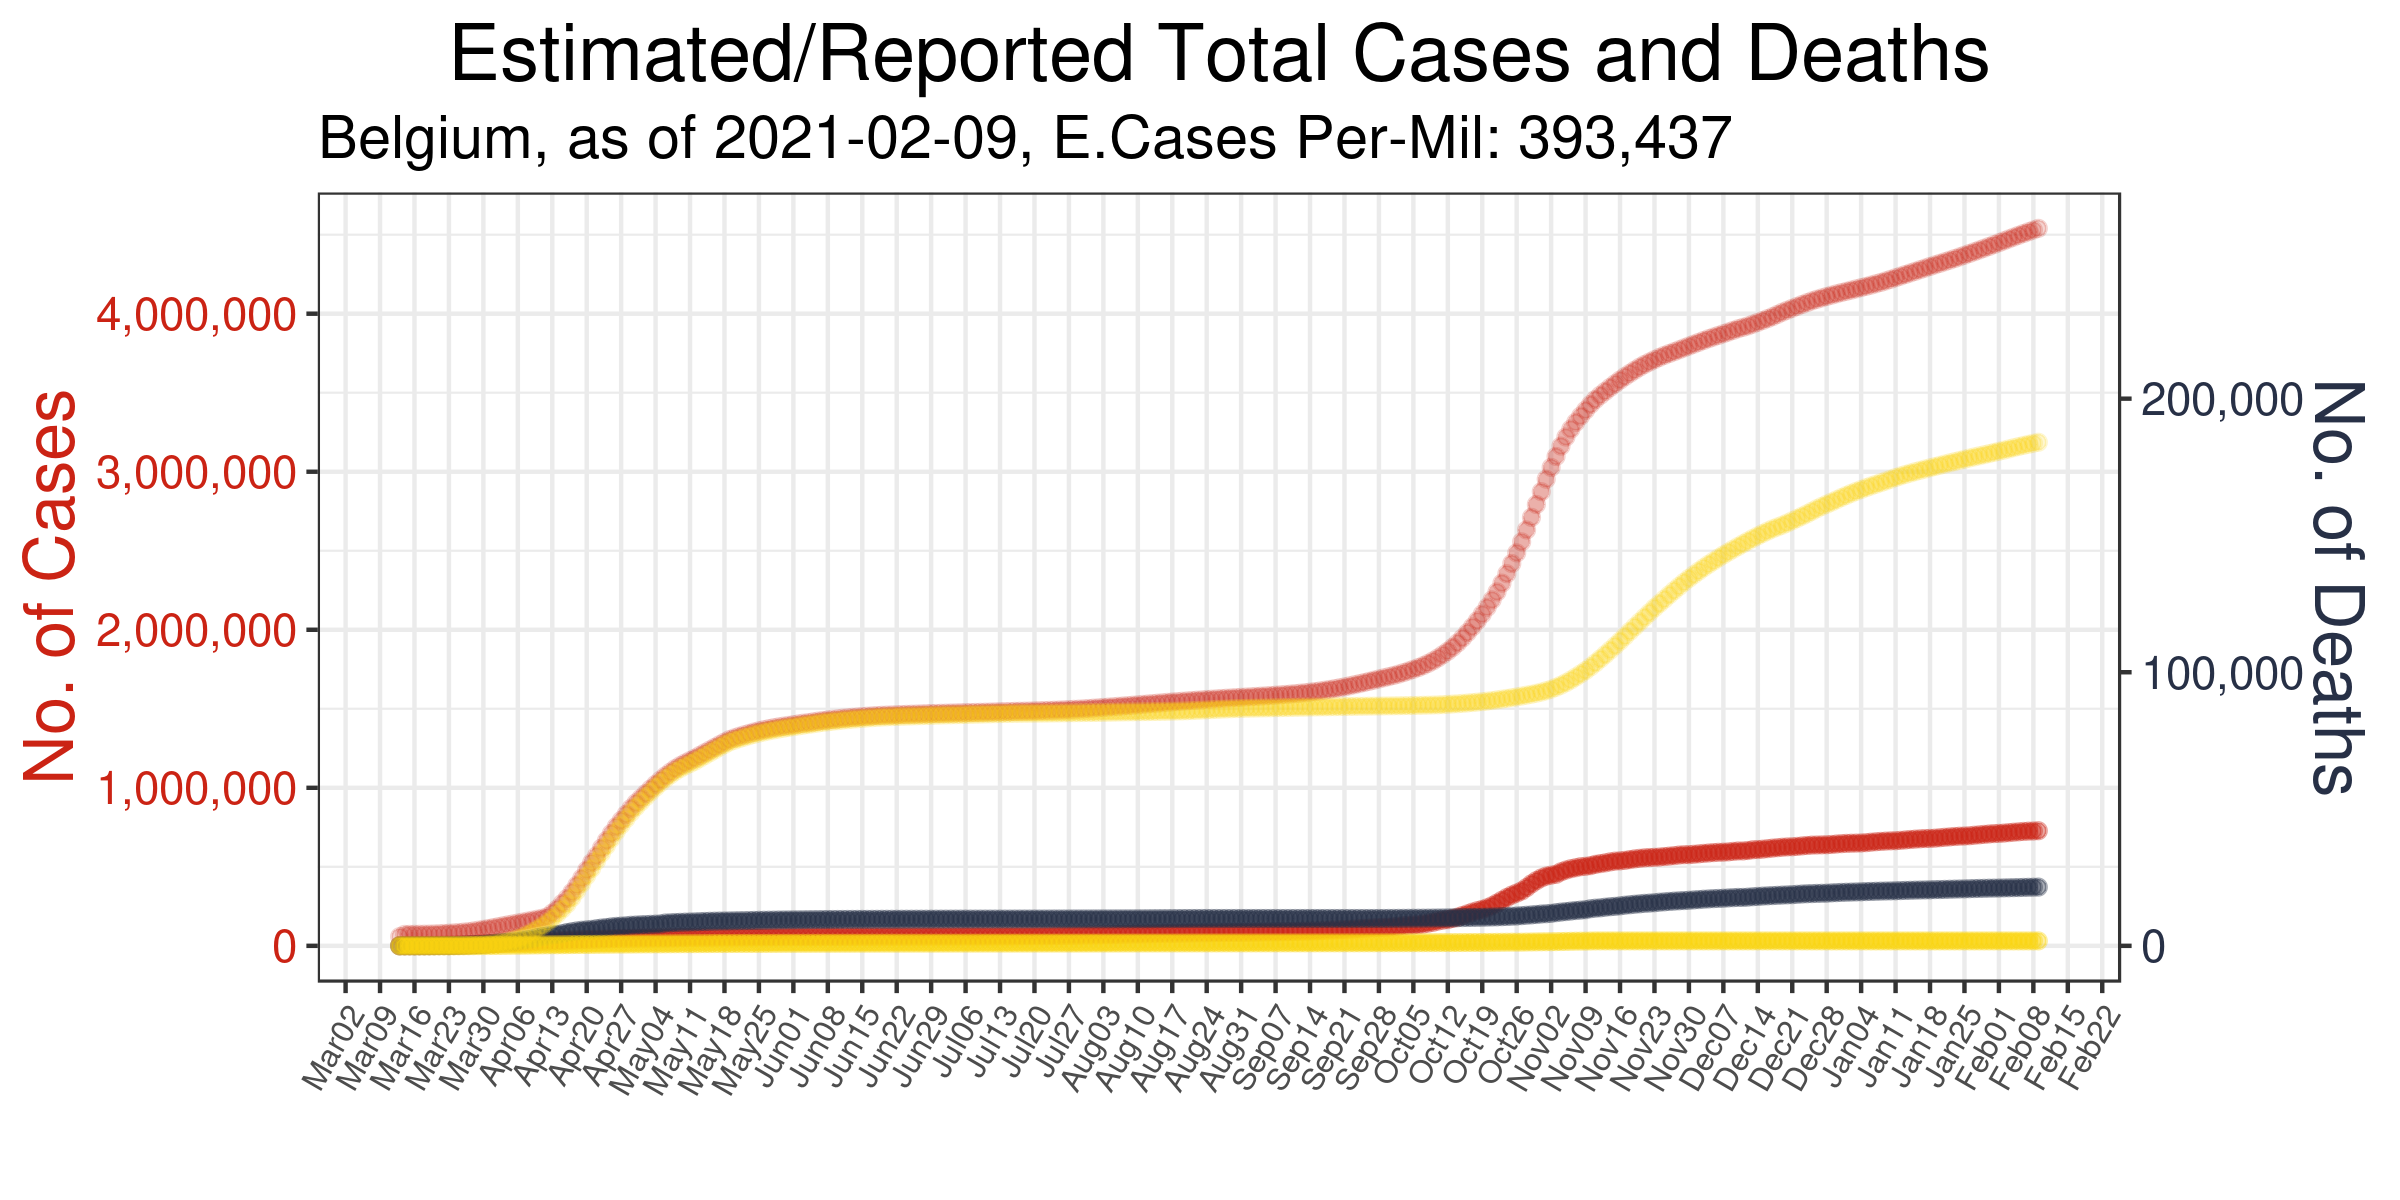 Estimated/Reported Total Cases and Deaths
Belgium, as of 2021-02-09, E.Cases Per-Mil: 393,437
No. of Cases
4,000,000
3,000,000
2,000,000
1,000,000
0
200,000
100,000
0
No. of Deaths
Mar02
Mar09
Mar16
Mar23
Mar30
Apr06
Apr13
Apr20
Apr27
May04
May11
May18
May25
Jun01
Jun08
Jun15
Jun22
Jun29
Jul06
Jul13
Jul20
Jul27
Aug03
Aug10
Aug17
Aug24
Aug31
Sep07
Sep14
Sep21
Sep28
Oct05
Oct12
Oct19
Oct26
Nov02
Nov09
Nov16
Nov23
Nov30
Dec07
Dec14
Dec21
Dec28
Jan04
Jan11
Jan18
Jan25
Feb01
Feb08
Feb15
Feb22